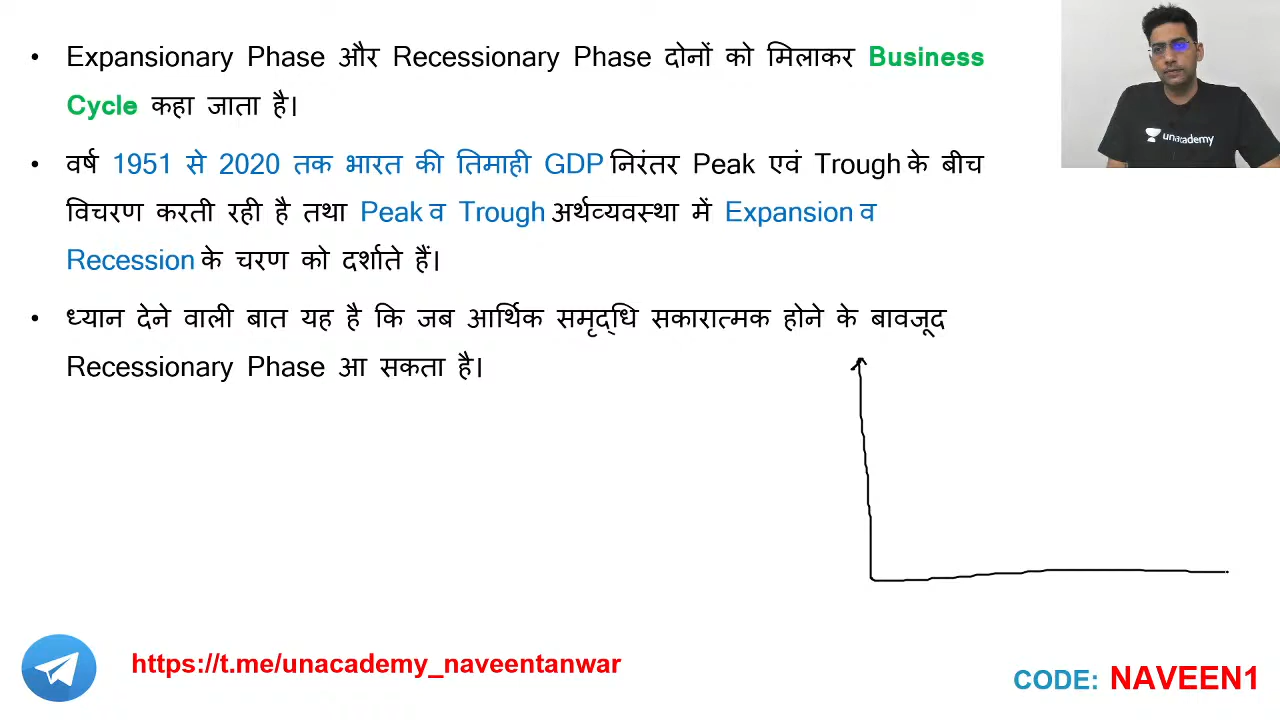 • Expansionary Phase और Recessionary Phase दोनों को मिलाकर Business
Cycle कहा जाता है।
• वर्ष 1951 से 2020 तक भारत की तिमाही GDP निरंतर Peak एवं Trough के बीच
विचरण करती रही है तथा Peak व Trough अर्थव्यवस्था में Expansion व
Recession के चरण को दर्शाते हैं।
• ध्यान देने वाली बात यह है कि जब आर्थिक समृद्धि सकारात्मक होने के बावजूद
Recessionary Phase आ सकता है।
unacademy
https://t.me/unacademy_naveentanwar
CODE: NAVEEN1